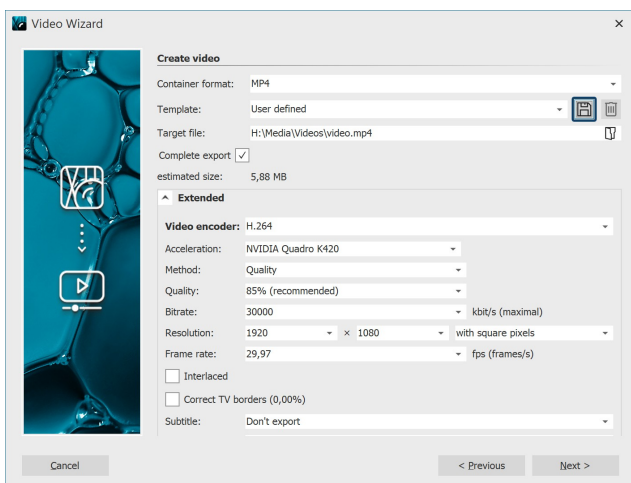 Video Wizard
Create video
Container format: MP4
Template: User defined
Target file: H:\Media\Videos\video.mp4
Complete export
estimated size: 5,88 MB
Extended
Video encoder: H.264
Acceleration: NVIDIA Quadro K420
Method: Quality
Quality: 85% (recommended)
Bitrate: 30000 kbit/s (maximal)
Resolution: 1920 × 1080 with square pixels
Frame rate: 29,97 fps (frames/s)
Interlaced
Correct TV borders (0,00%)
Subtitle: Don't export
Cancel < Previous Next >